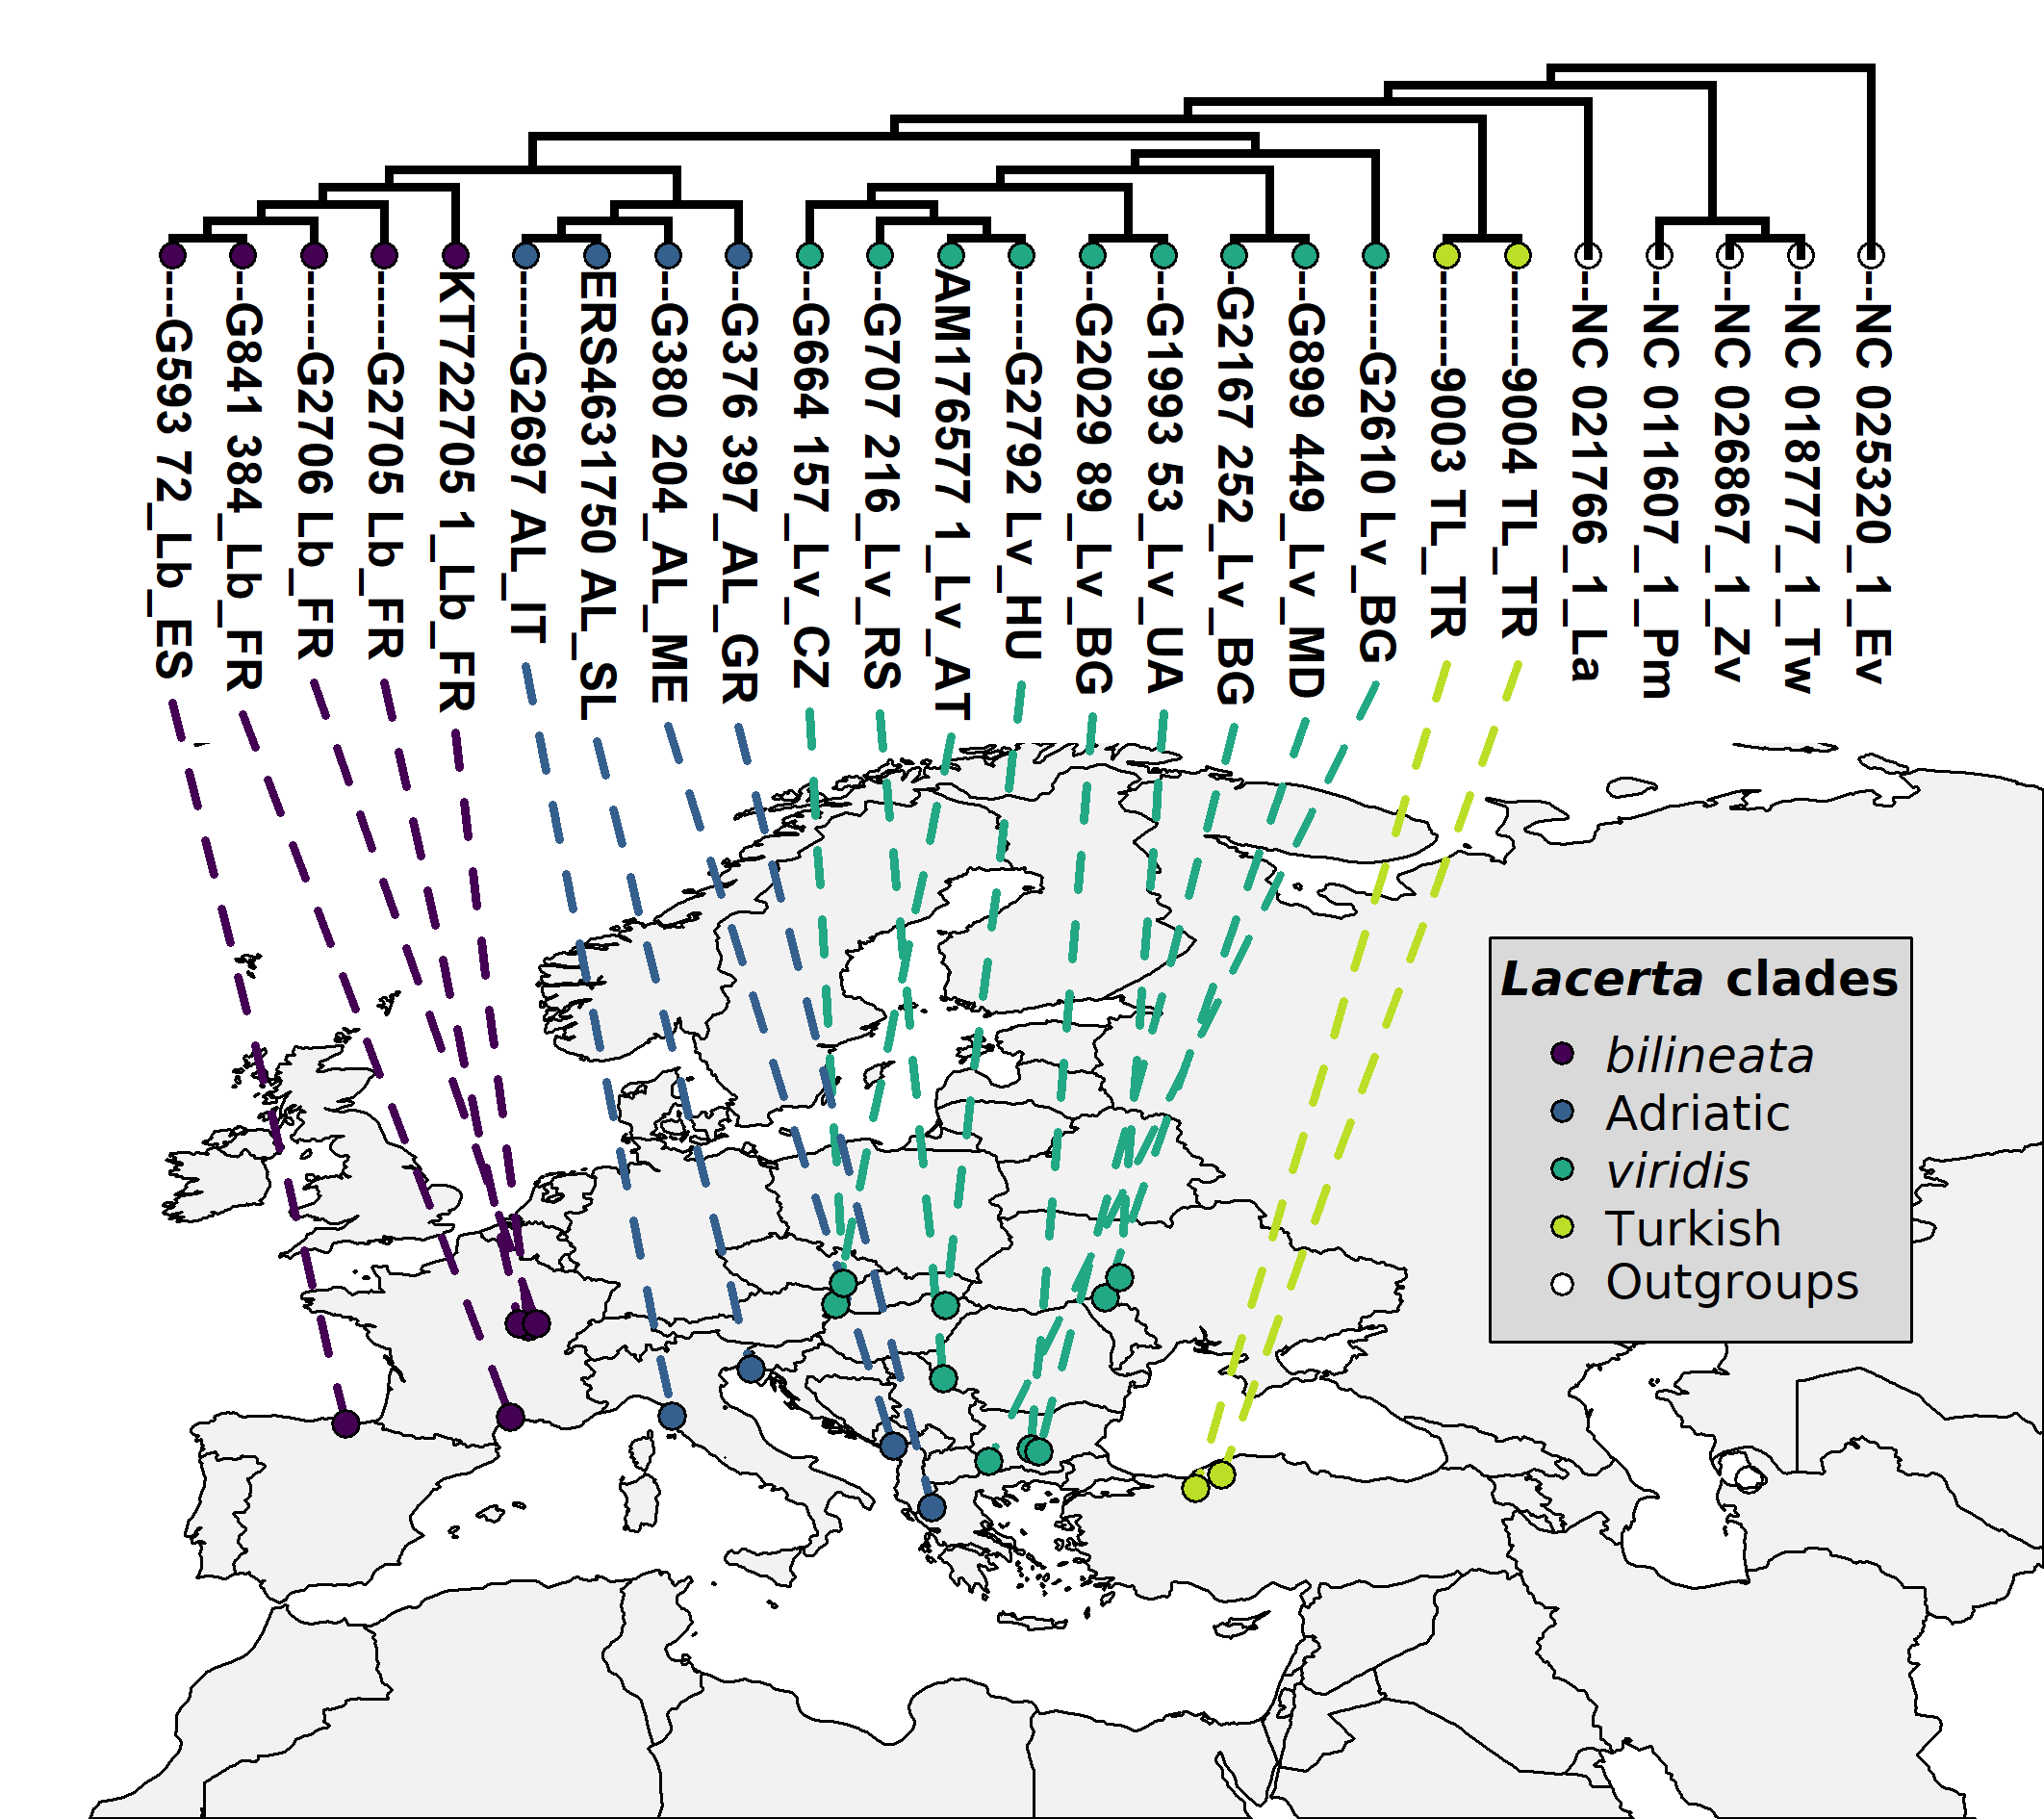 ---G593 72_Lb_ES
--G841 384_Lb_FR
-----G2706 Lb_FR
-----G2705 Lb_FR
KT722705 1_Lb_FR
-----G2697 AL_IT
ERS4631750 AL_SL
--G380 204_AL_ME
--G376 397_AL_GR
--G664 157_Lv_CZ
--G707 216_Lv_RS
AM176577 1_Lv_AT
-----G2792 Lv_HU
--G2029 89_Lv_BG
--G1993 53_Lv_UA
-G2167 252_Lv_BG
--G899 449_Lv_MD
-----G2610 Lv_BG
------9003 TL_TR
------9004 TL_TR
--NC 021766_1_La
--NC 011607_1_Pm
--NC 026867_1_Zv
--NC 018777_1_Tw
--NC 025320_1_Ev
Lacerta clades
bilineata
Adriatic
viridis
Turkish
Outgroups